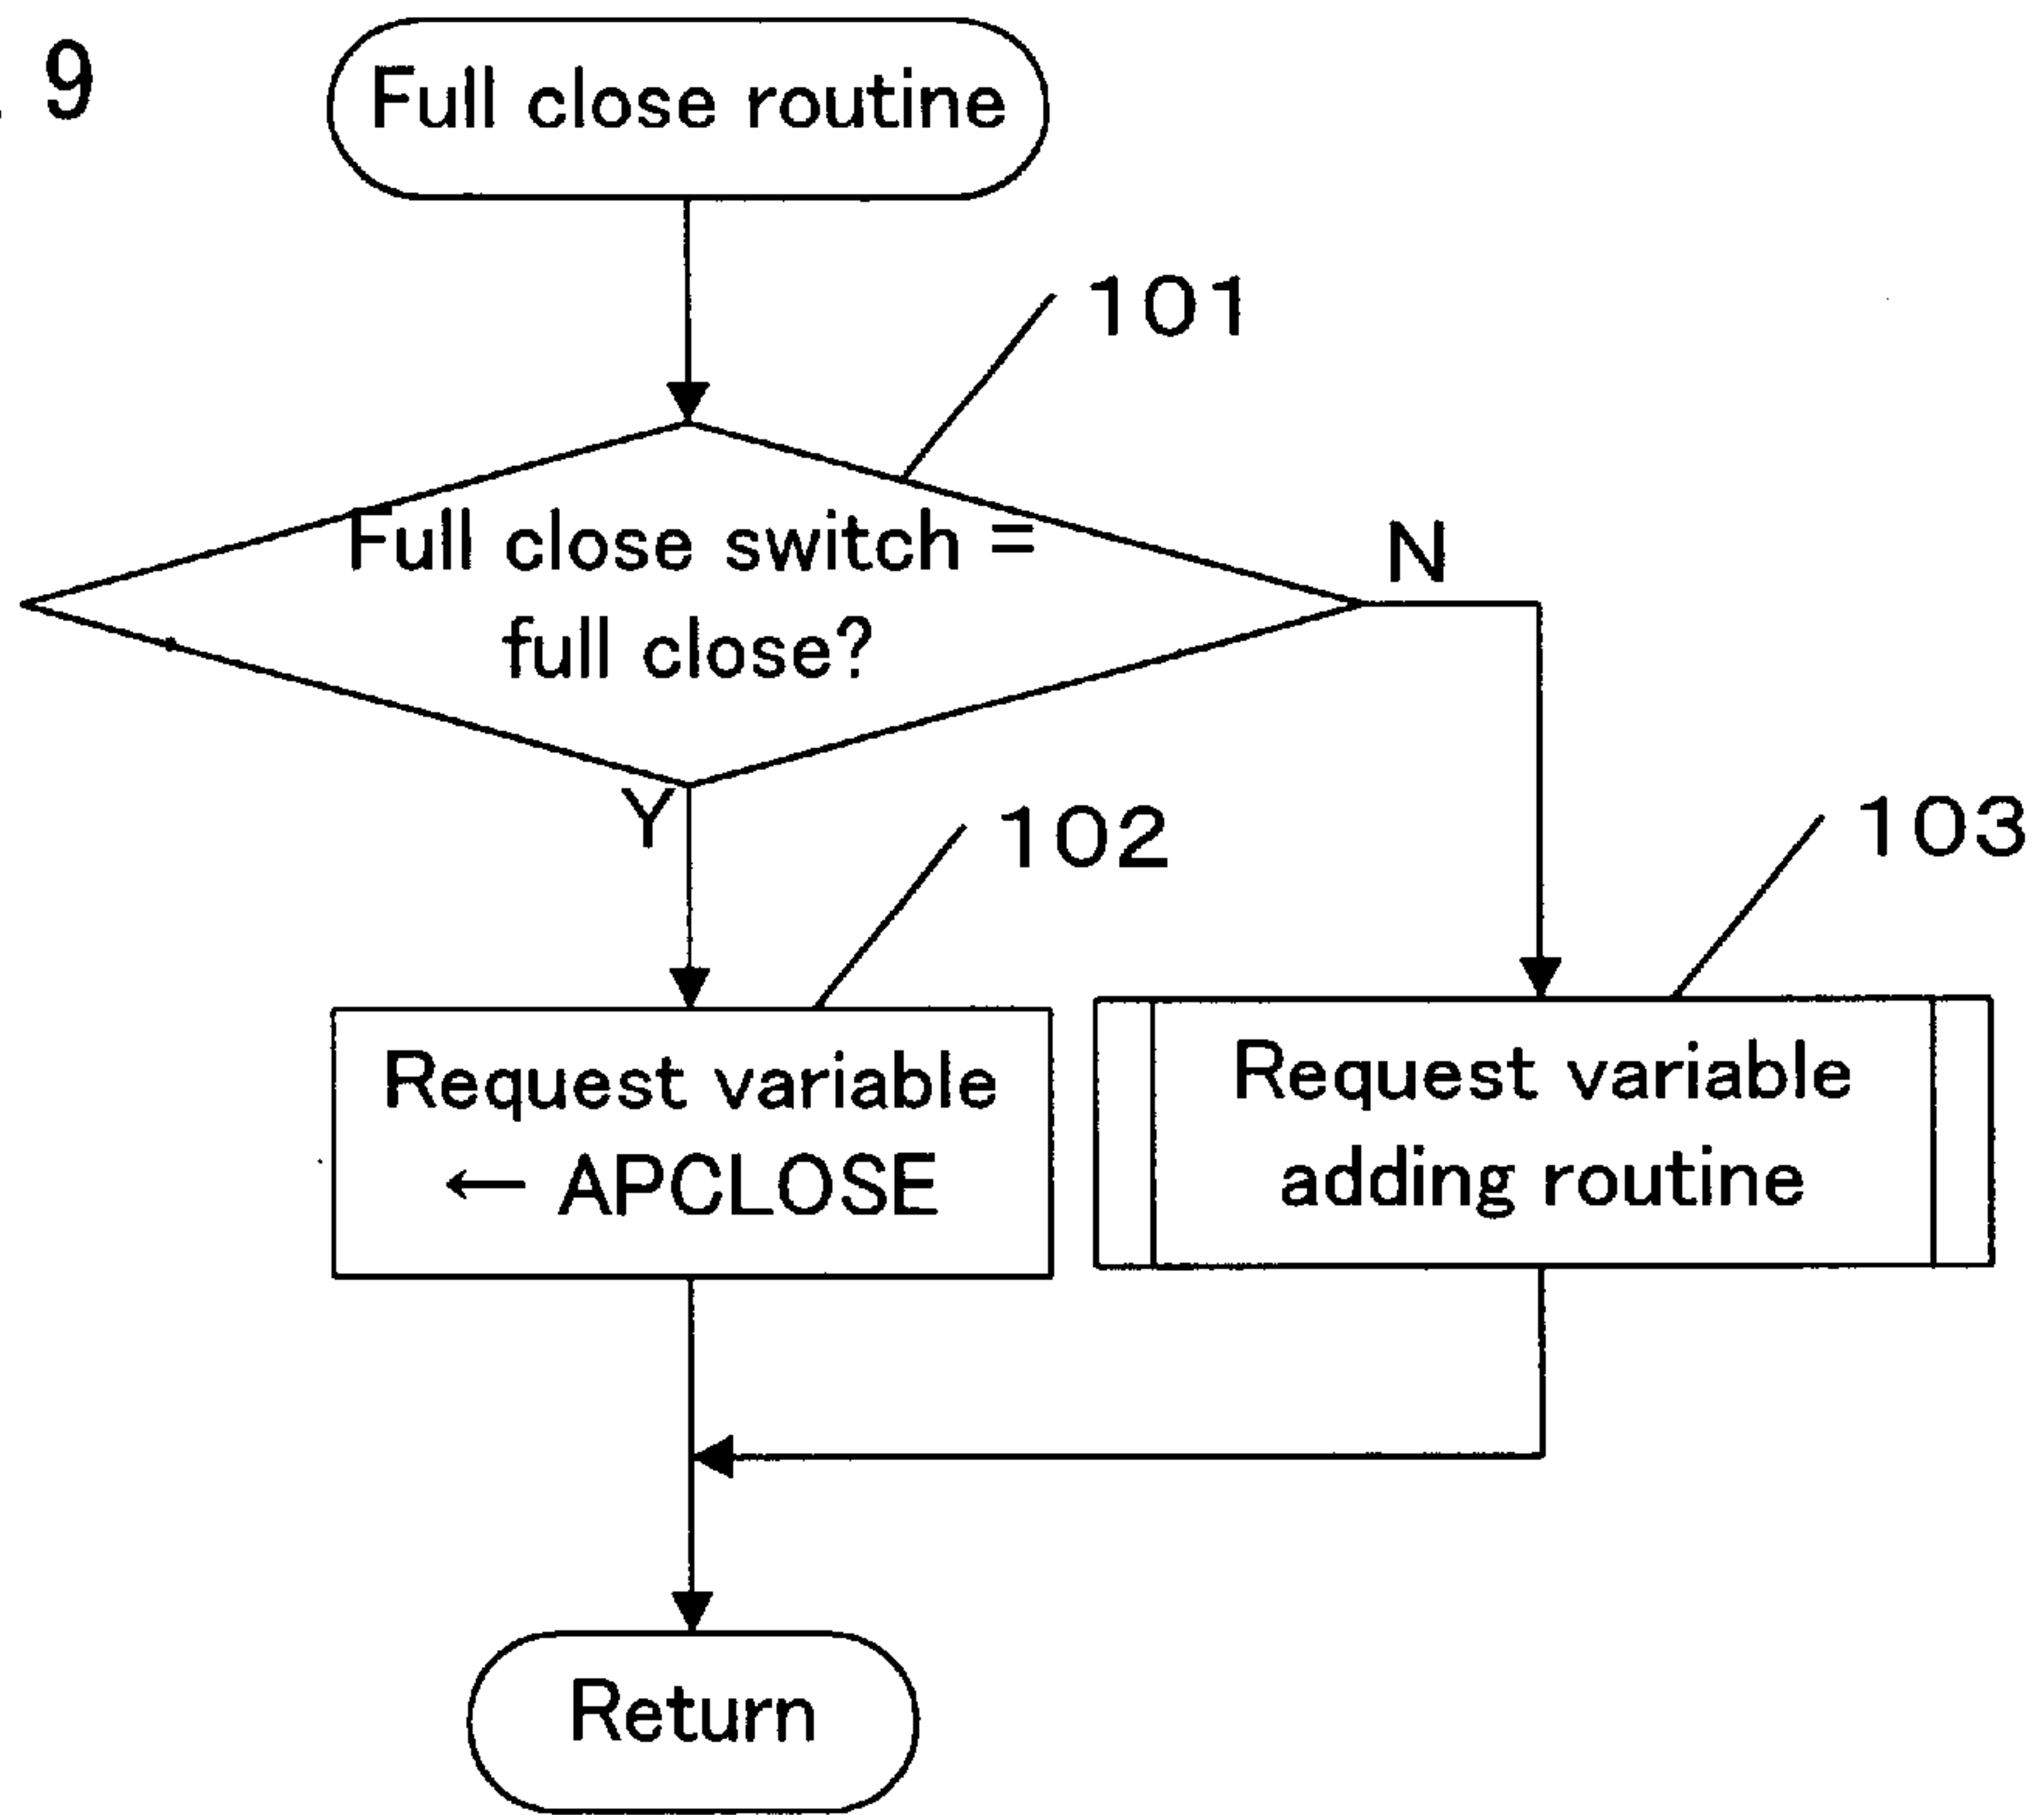 9
Full close routine
101
Full close switch =
full close?
N
Y
102
103
Request variable
← APCLOSE
Request variable
adding routine
Return